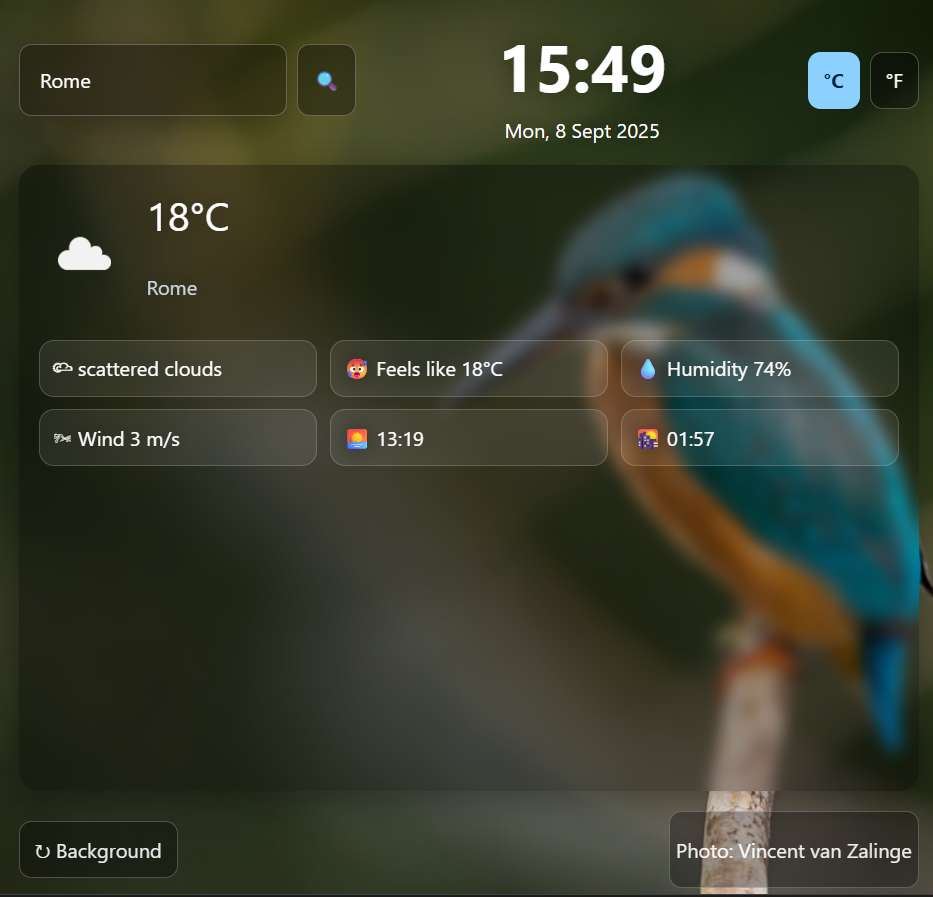 Rome
15:49
Mon, 8 Sept 2025
°C
°F
18°C
Rome
scattered clouds
Feels like 18°C
Humidity 74%
Wind 3 m/s
13:19
01:57
↻ Background
Photo: Vincent van Zalinge